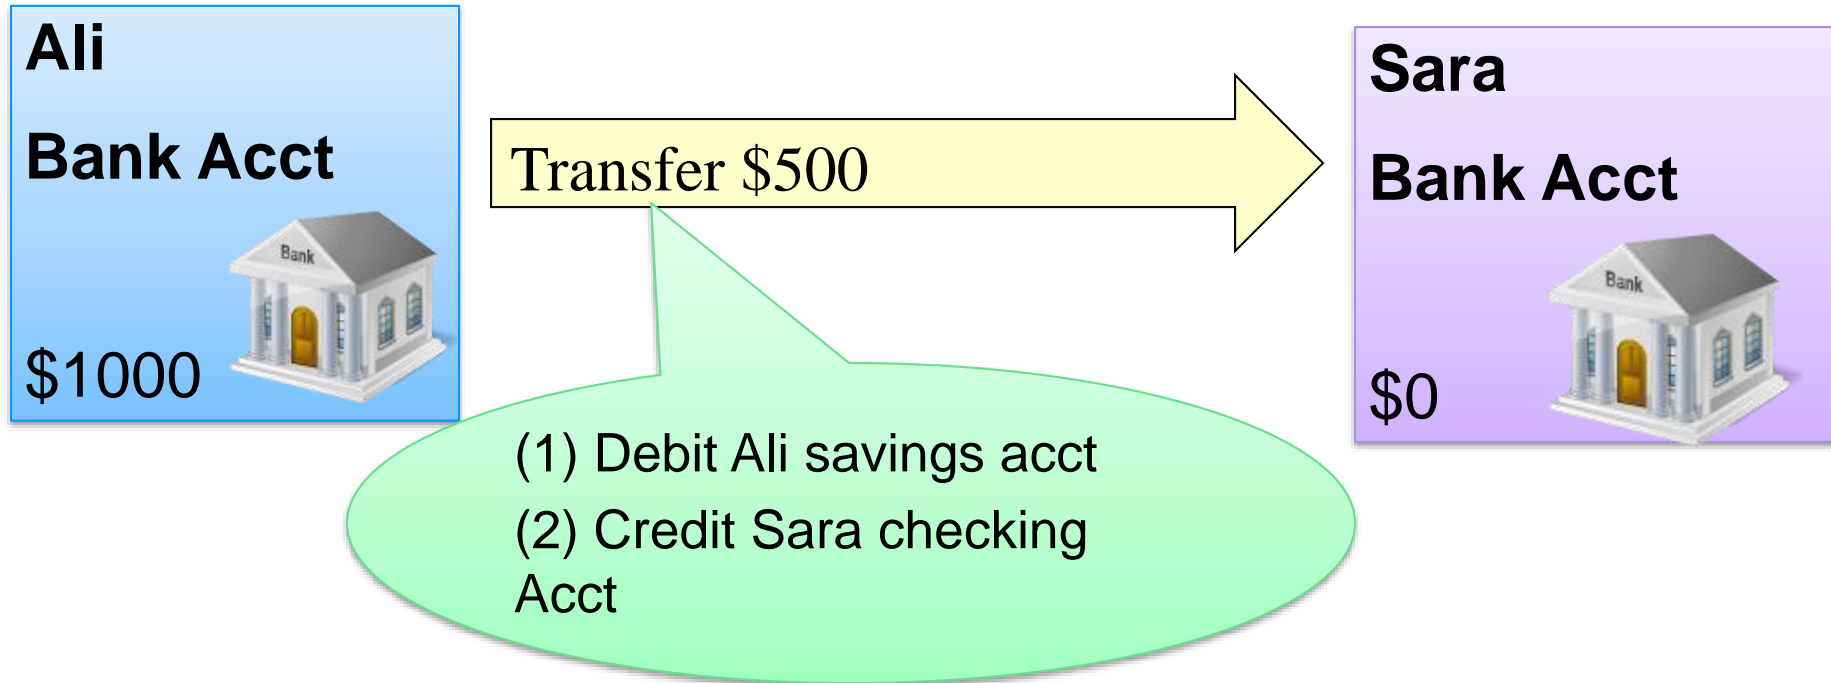 Ali
Bank Acct
Bank
$1000
Transfer $500
(1) Debit Ali savings acct
(2) Credit Sara checking
Acct
Sara
Bank Acct
Bank
$0